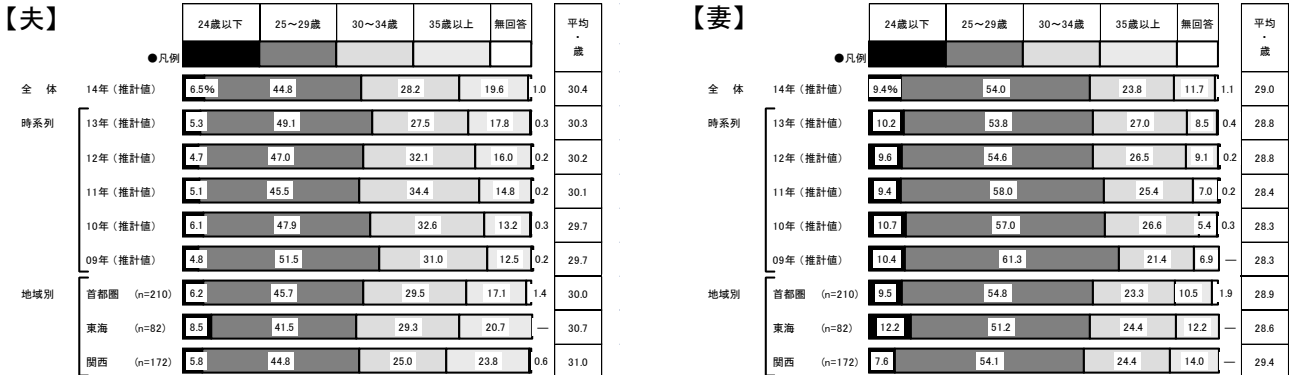 【夫】
24歳以下 25～29歳 30～34歳 35歳以上 無回答 平均・歳
●凡例
全 体 14年（推計値） 6.5% 44.8 28.2 19.6 1.0 30.4
時系列 13年（推計値） 5.3 49.1 27.5 17.8 0.3 30.3
12年（推計値） 4.7 47.0 32.1 16.0 0.2 30.2
11年（推計値） 5.1 45.5 34.4 14.8 0.2 30.1
10年（推計値） 6.1 47.9 32.6 13.2 0.3 29.7
09年（推計値） 4.8 51.5 31.0 12.5 0.2 29.7
地域別 首都圏 （n=210） 6.2 45.7 29.5 17.1 1.4 30.0
東海 （n=82） 8.5 41.5 29.3 20.7 ― 30.7
関西 （n=172） 5.8 44.8 25.0 23.8 0.6 31.0
【妻】
24歳以下 25～29歳 30～34歳 35歳以上 無回答 平均・歳
●凡例
全 体 14年（推計値） 9.4% 54.0 23.8 11.7 1.1 29.0
時系列 13年（推計値） 10.2 53.8 27.0 8.5 0.4 28.8
12年（推計値） 9.6 54.6 26.5 9.1 0.2 28.8
11年（推計値） 9.4 58.0 25.4 7.0 0.2 28.4
10年（推計値） 10.7 57.0 26.6 5.4 0.3 28.3
09年（推計値） 10.4 61.3 21.4 6.9 ― 28.3
地域別 首都圏 （n=210） 9.5 54.8 23.3 10.5 1.9 28.9
東海 （n=82） 12.2 51.2 24.4 12.2 ― 28.6
関西 （n=172） 7.6 54.1 24.4 14.0 ― 29.4